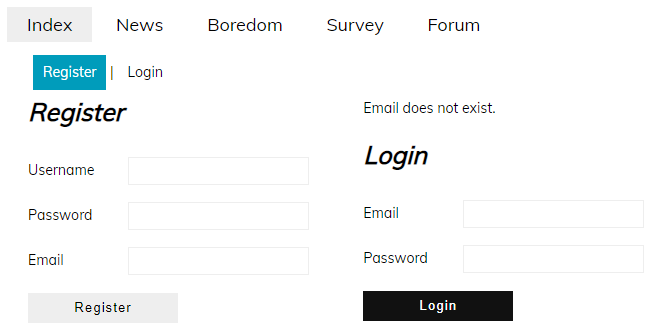 Index News Boredom Survey Forum
Register | Login
Register
Username
Password
Email
Register
Email does not exist.
Login
Email
Password
Login